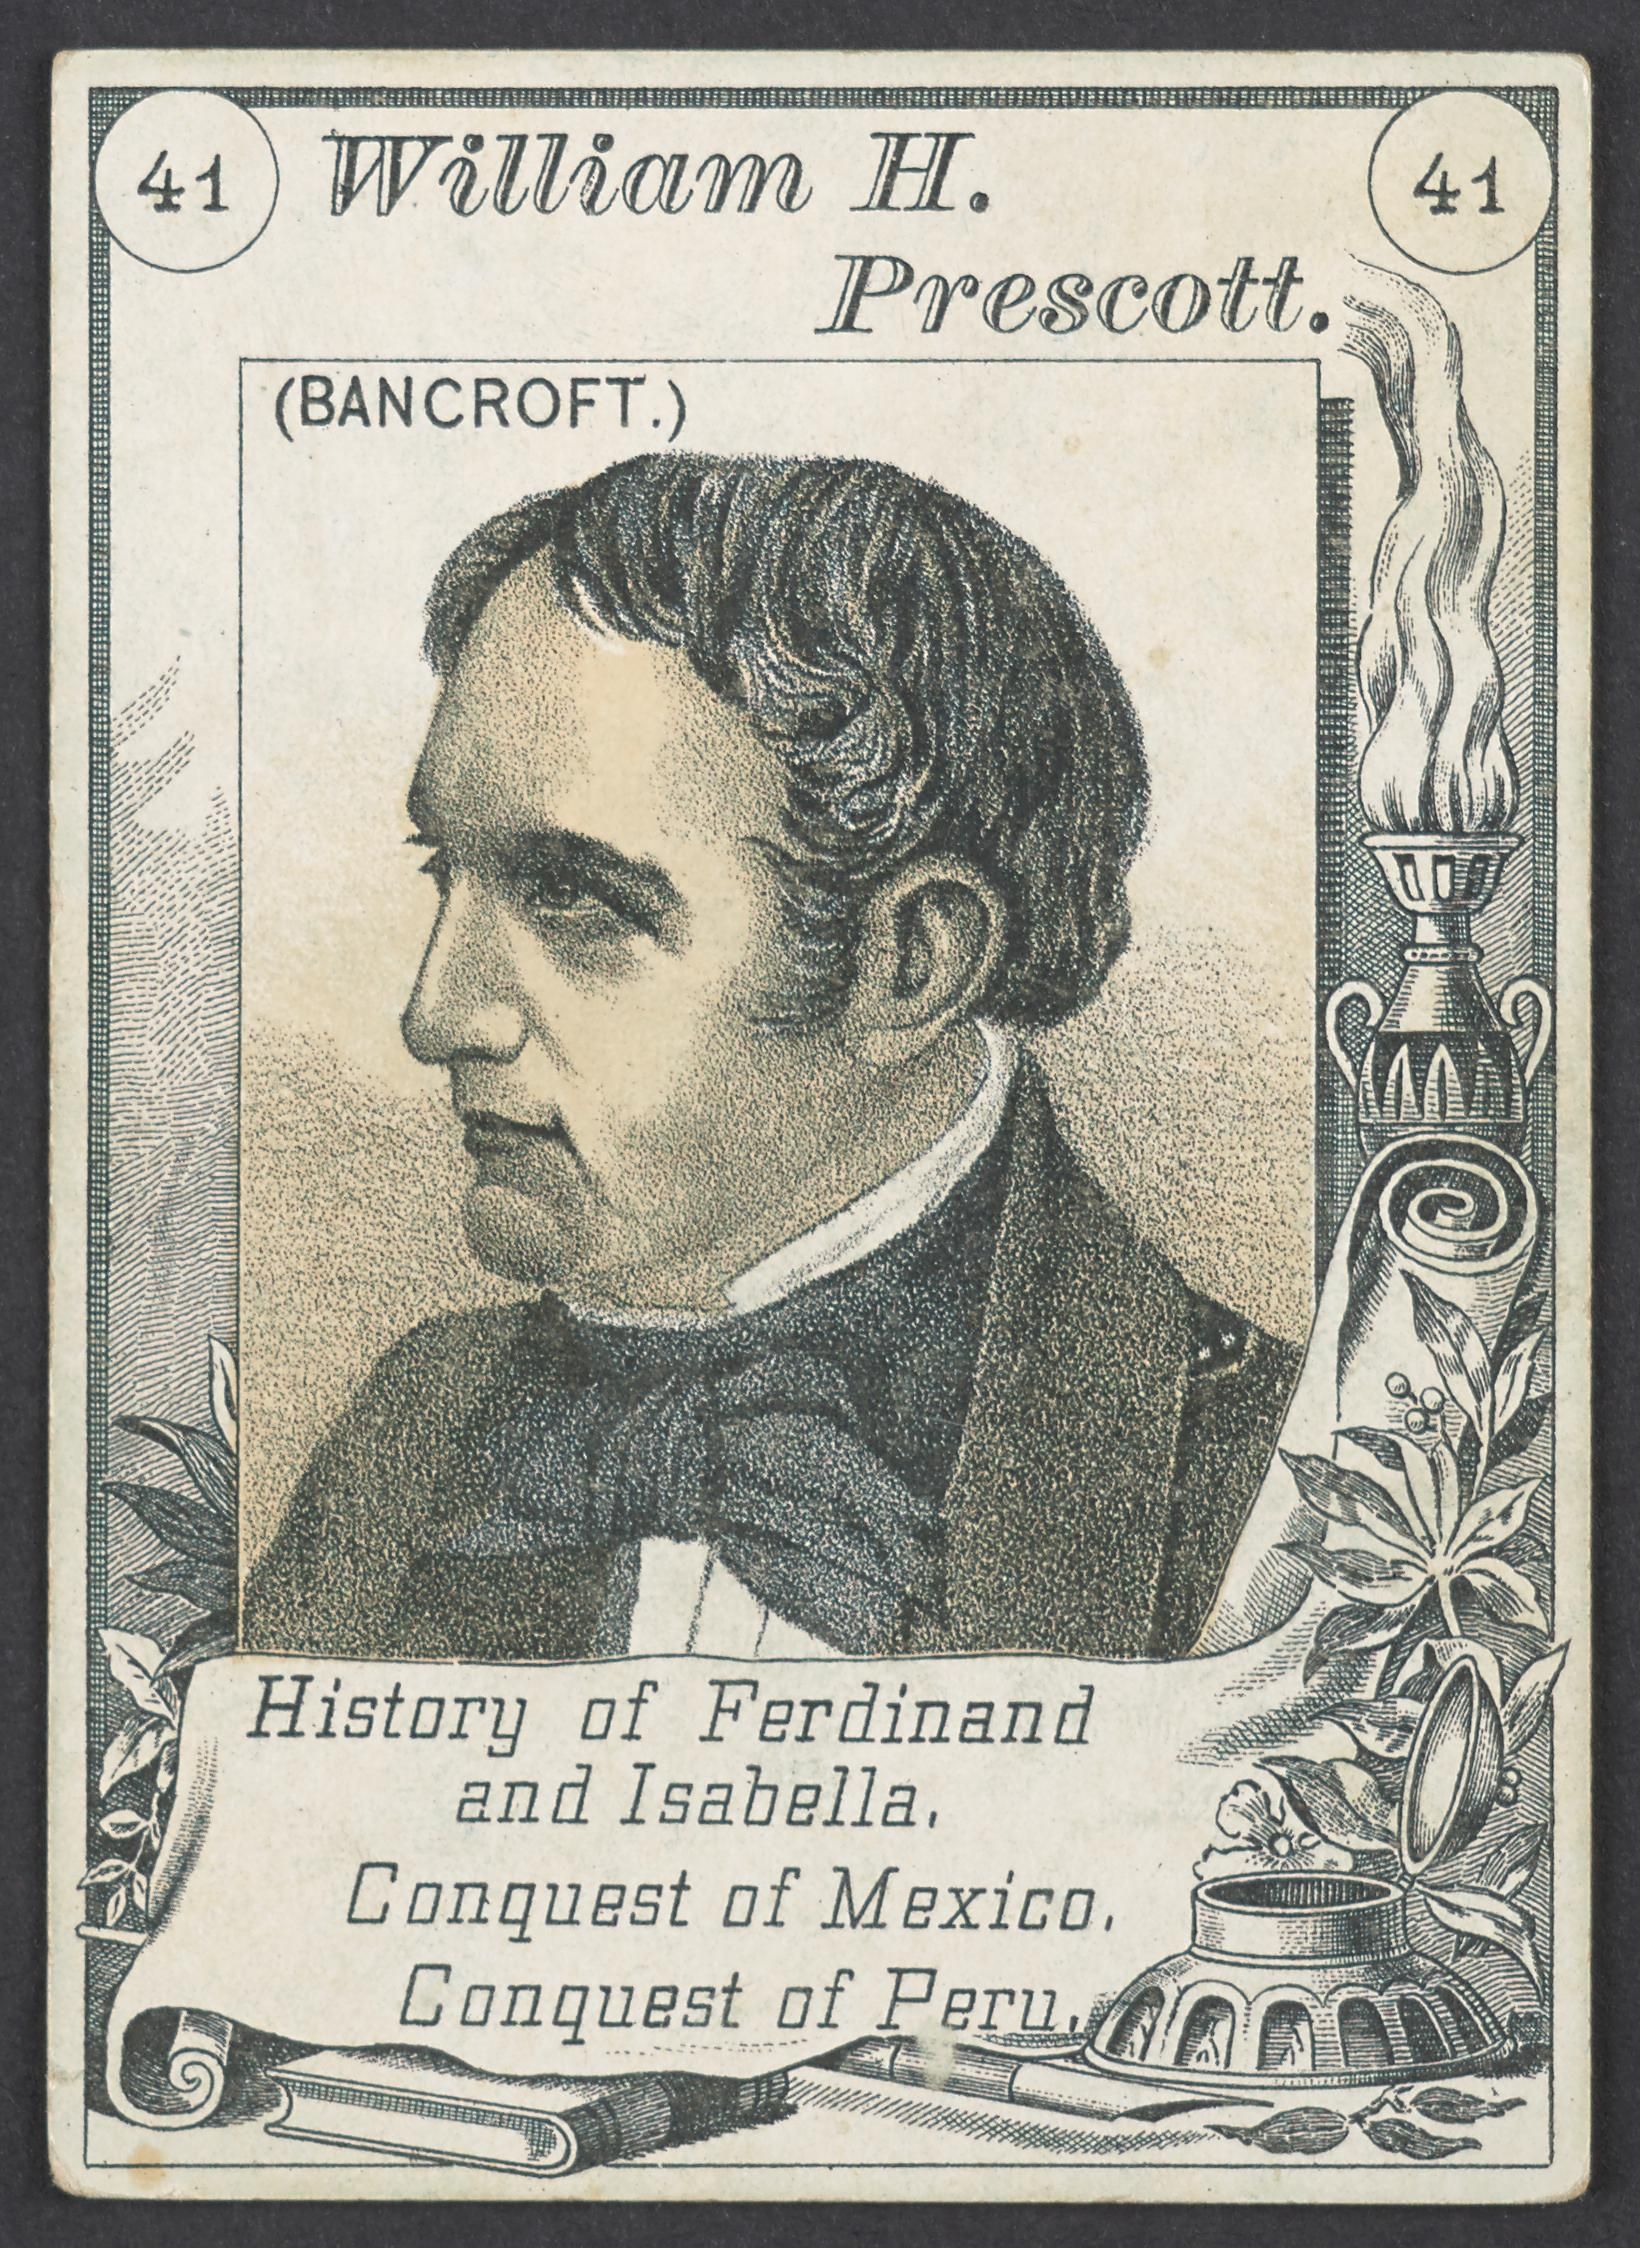 41 William H. 41
Prescott.
(BANCROFT.)
History of Ferdinand
and Isabella.
Conquest of Mexico.
Conquest of Peru.